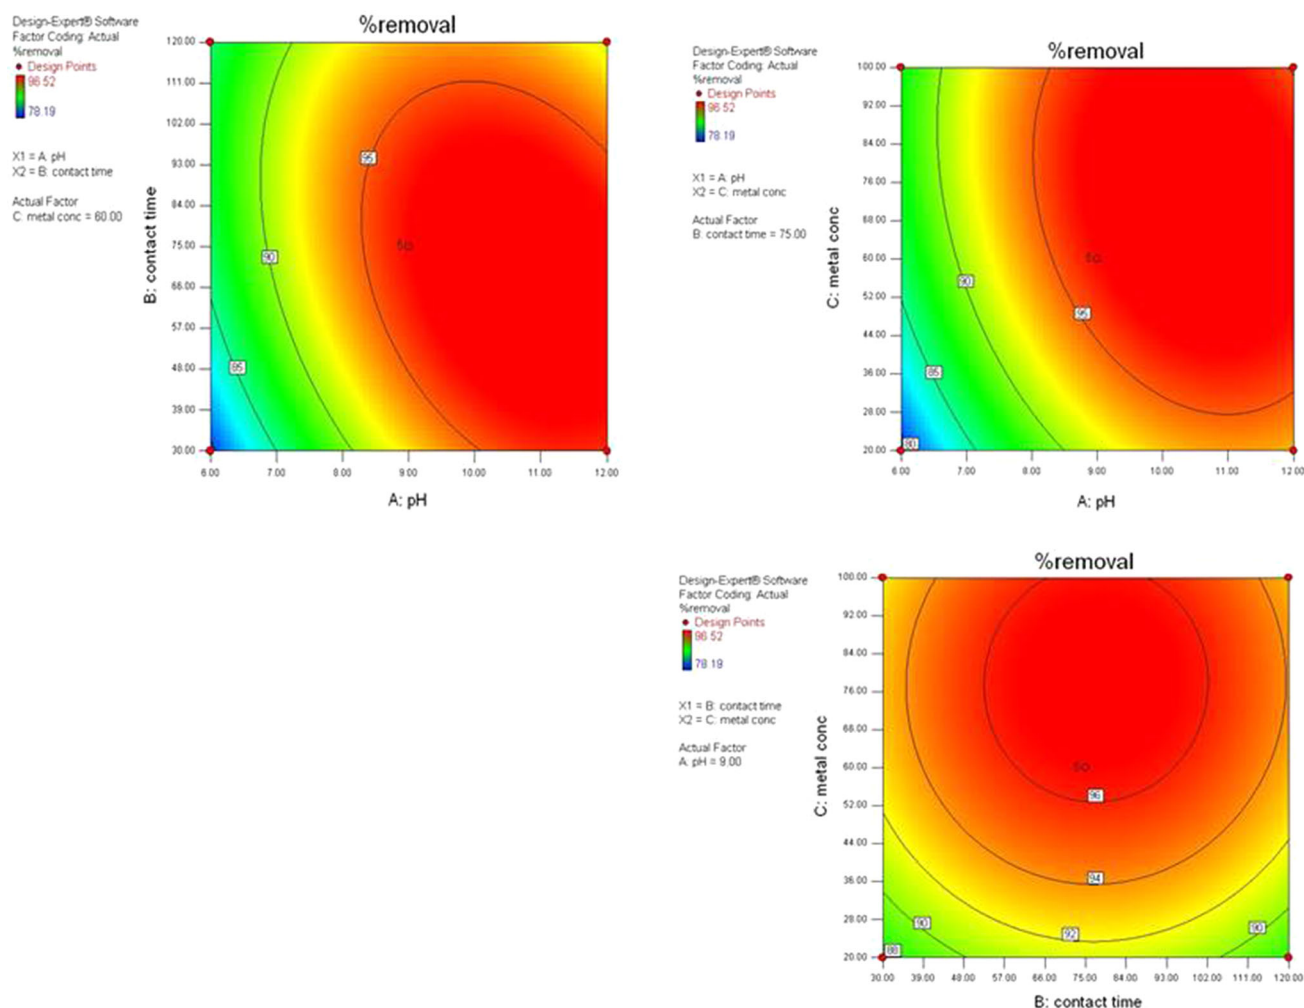 Design-Expert® Software
Factor Coding: Actual
%removal
Design Points
96.52
78.19
X1 = A: pH
X2 = B: contact time
Actual Factor
C: metal conc = 60.00
%removal
120.00
111.00
102.00
93.00
84.00
75.00
66.00
57.00
48.00
39.00
30.00
B: contact time
95
90
85
6.00
7.00
8.00
9.00
10.00
11.00
12.00
A: pH
Design-Expert® Software
Factor Coding: Actual
%removal
Design Points
96.52
78.19
X1 = A: pH
X2 = C: metal conc
Actual Factor
B: contact time = 75.00
%removal
100.00
92.00
84.00
76.00
68.00
60.00
52.00
44.00
36.00
28.00
20.00
C: metal conc
90
95
85
80
6.00
7.00
8.00
9.00
10.00
11.00
12.00
A: pH
Design-Expert® Software
Factor Coding: Actual
%removal
Design Points
96.52
78.19
X1 = B: contact time
X2 = C: metal conc
Actual Factor
A: pH = 9.00
%removal
100.00
92.00
84.00
76.00
68.00
60.00
52.00
44.00
36.00
28.00
20.00
C: metal conc
96
94
92
90
90
88
30.00
39.00
48.00
57.00
66.00
75.00
84.00
93.00
102.00
111.00
120.00
B: contact time